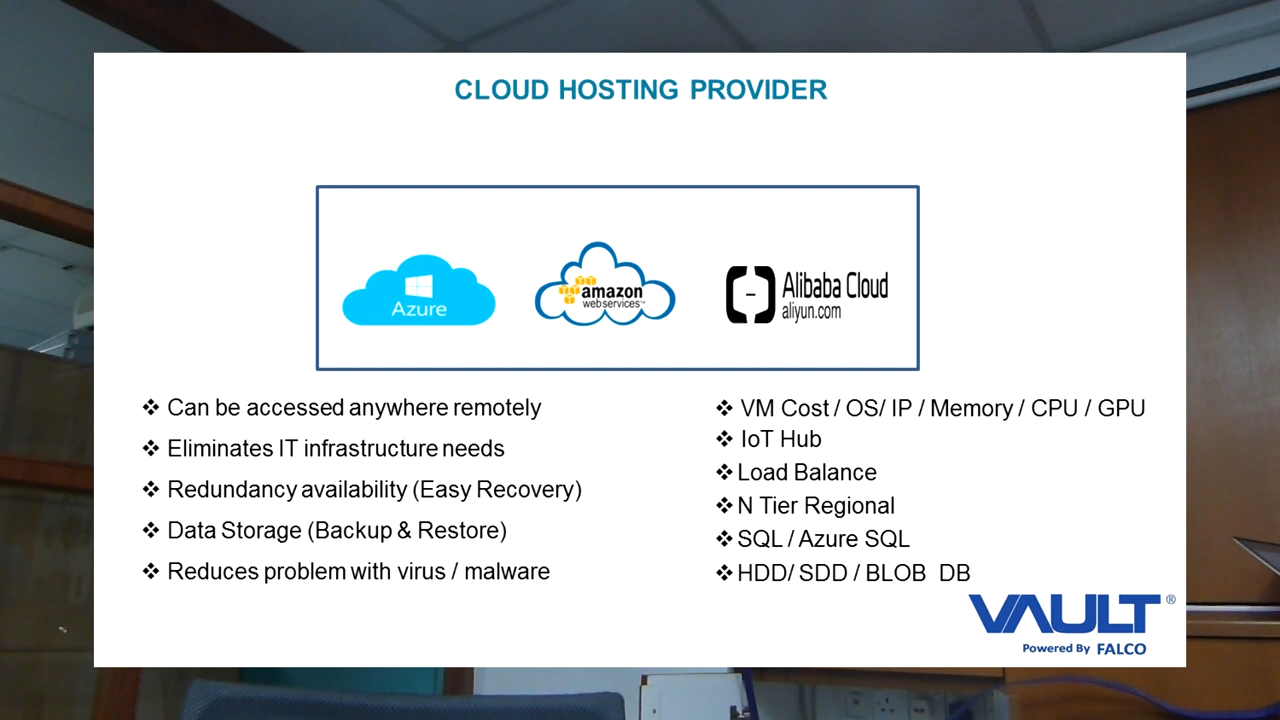 CLOUD HOSTING PROVIDER
Azure
amazon
webservices™
Alibaba Cloud
aliyun.com
❖ Can be accessed anywhere remotely
❖ Eliminates IT infrastructure needs
❖ Redundancy availability (Easy Recovery)
❖ Data Storage (Backup & Restore)
❖ Reduces problem with virus / malware
❖ VM Cost / OS/ IP / Memory / CPU / GPU
❖ IoT Hub
❖ Load Balance
❖ N Tier Regional
❖ SQL / Azure SQL
❖ HDD/ SDD / BLOB DB
VAULT®
Powered By FALCO